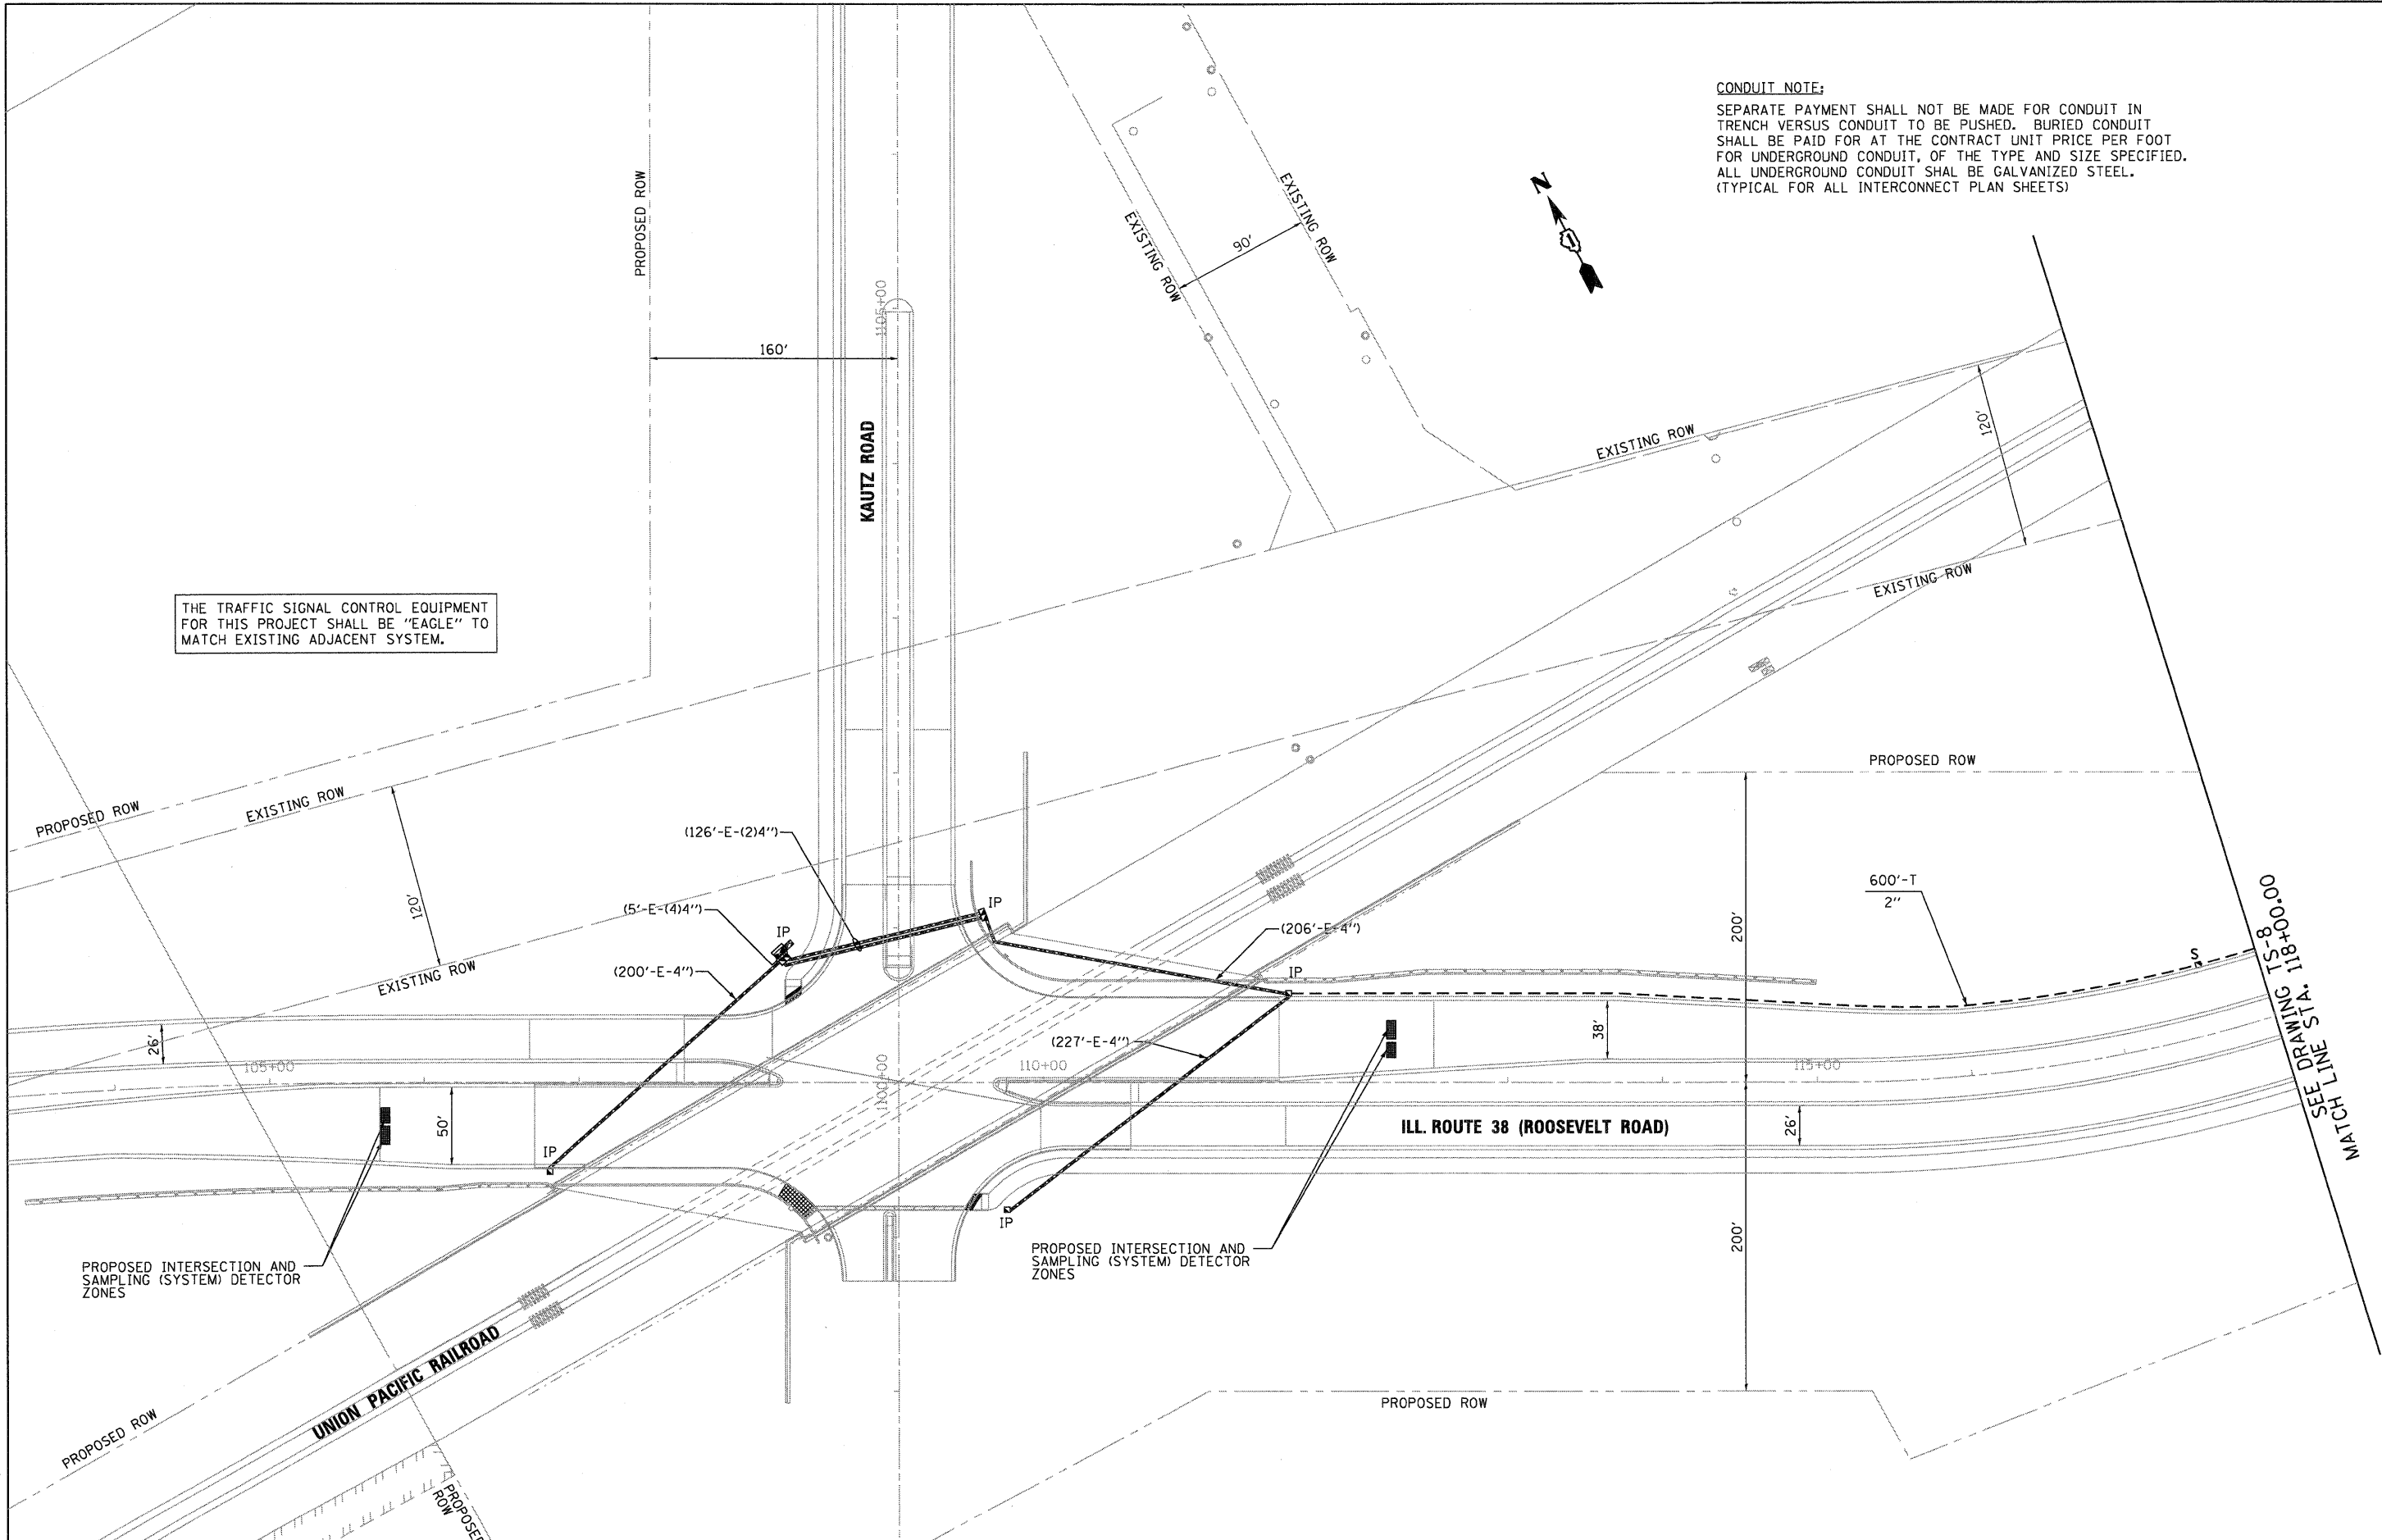 CONDUIT NOTE:
SEPARATE PAYMENT SHALL NOT BE MADE FOR CONDUIT IN
TRENCH VERSUS CONDUIT TO BE PUSHED. BURIED CONDUIT
SHALL BE PAID FOR AT THE CONTRACT UNIT PRICE PER FOOT
FOR UNDERGROUND CONDUIT, OF THE TYPE AND SIZE SPECIFIED.
ALL UNDERGROUND CONDUIT SHAL BE GALVANIZED STEEL.
(TYPICAL FOR ALL INTERCONNECT PLAN SHEETS)
N
PROPOSED ROW
EXISTING ROW
EXISTING ROW
90'
1105+00
160'
KAUTZ ROAD
EXISTING ROW
120'
EXISTING ROW
THE TRAFFIC SIGNAL CONTROL EQUIPMENT
FOR THIS PROJECT SHALL BE "EAGLE" TO
MATCH EXISTING ADJACENT SYSTEM.
PROPOSED ROW
PROPOSED ROW
EXISTING ROW
120'
EXISTING ROW
(126'-E-(2)4'')
(5'-E-(4)4'')
(200'-E-4'')
IP
IP
(206'-E-4'')
IP
(227'-E-4'')
200'
600'-T
2''
S
SEE DRAWING TS-8
MATCH LINE STA. 118+00.00
26'
105+00
50'
IP
1100+00
110+00
38'
115+00
ILL. ROUTE 38 (ROOSEVELT ROAD)
26'
IP
PROPOSED INTERSECTION AND
SAMPLING (SYSTEM) DETECTOR
ZONES
PROPOSED INTERSECTION AND
SAMPLING (SYSTEM) DETECTOR
ZONES
200'
UNION PACIFIC RAILROAD
PROPOSED ROW
PROPOSED ROW
PROPOSED
ROW